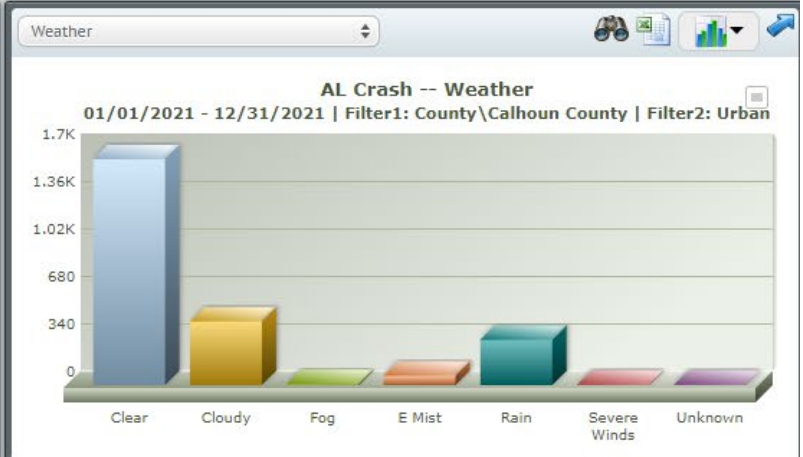 Weather
AL Crash -- Weather
01/01/2021 - 12/31/2021 | Filter1: County\Calhoun County | Filter2: Urban
1.7K
1.36K
1.02K
680
340
0
Clear Cloudy Fog E Mist Rain Severe Winds Unknown